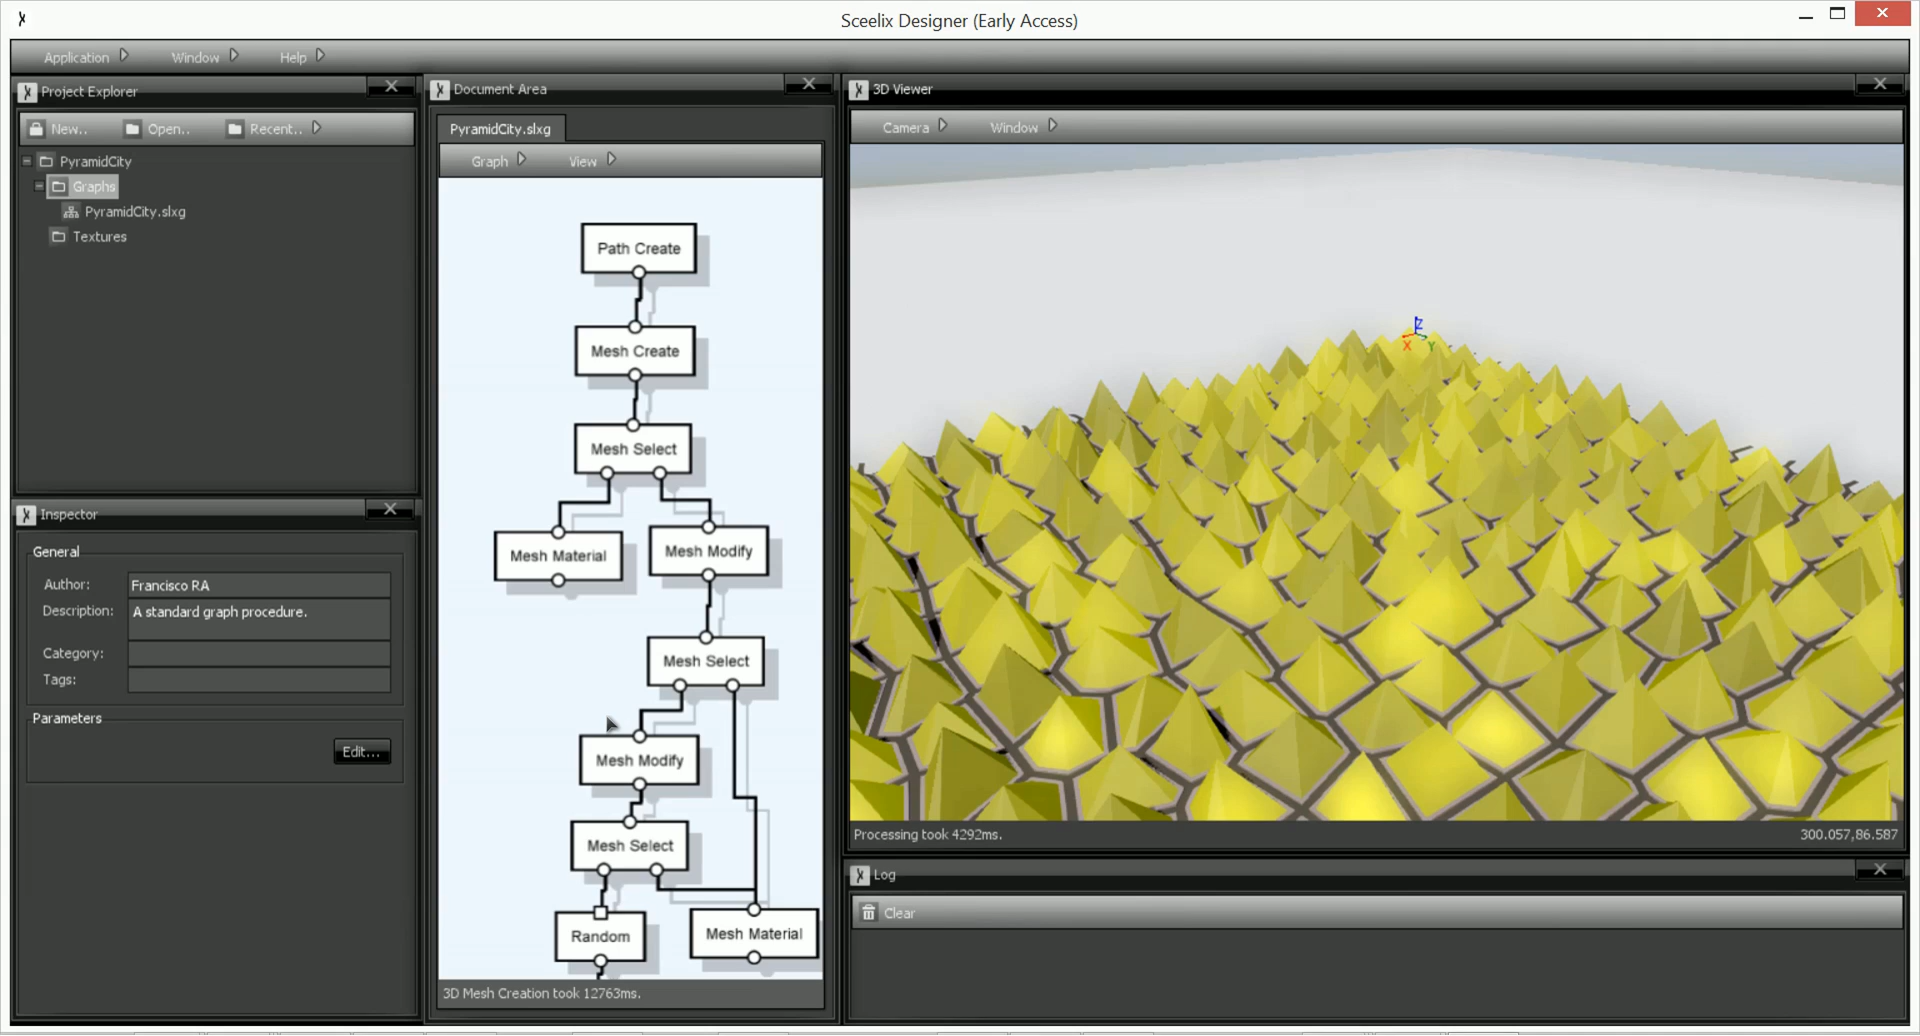 Sceelix Designer (Early Access)
Application Window Help
Project Explorer
New.. Open.. Recent..
PyramidCity
Graphs
PyramidCity.slxg
Textures
Inspector
General
Author: Francisco RA
Description: A standard graph procedure.
Category:
Tags:
Parameters
Edit...
Document Area
PyramidCity.slxg
Graph View
Path Create
Mesh Create
Mesh Select
Mesh Material
Mesh Modify
Mesh Select
Mesh Modify
Mesh Select
Random
Mesh Material
3D Mesh Creation took 12763ms.
3D Viewer
Camera Window
Z
X Y
Processing took 4292ms. 300.057,86.587
Log
Clear